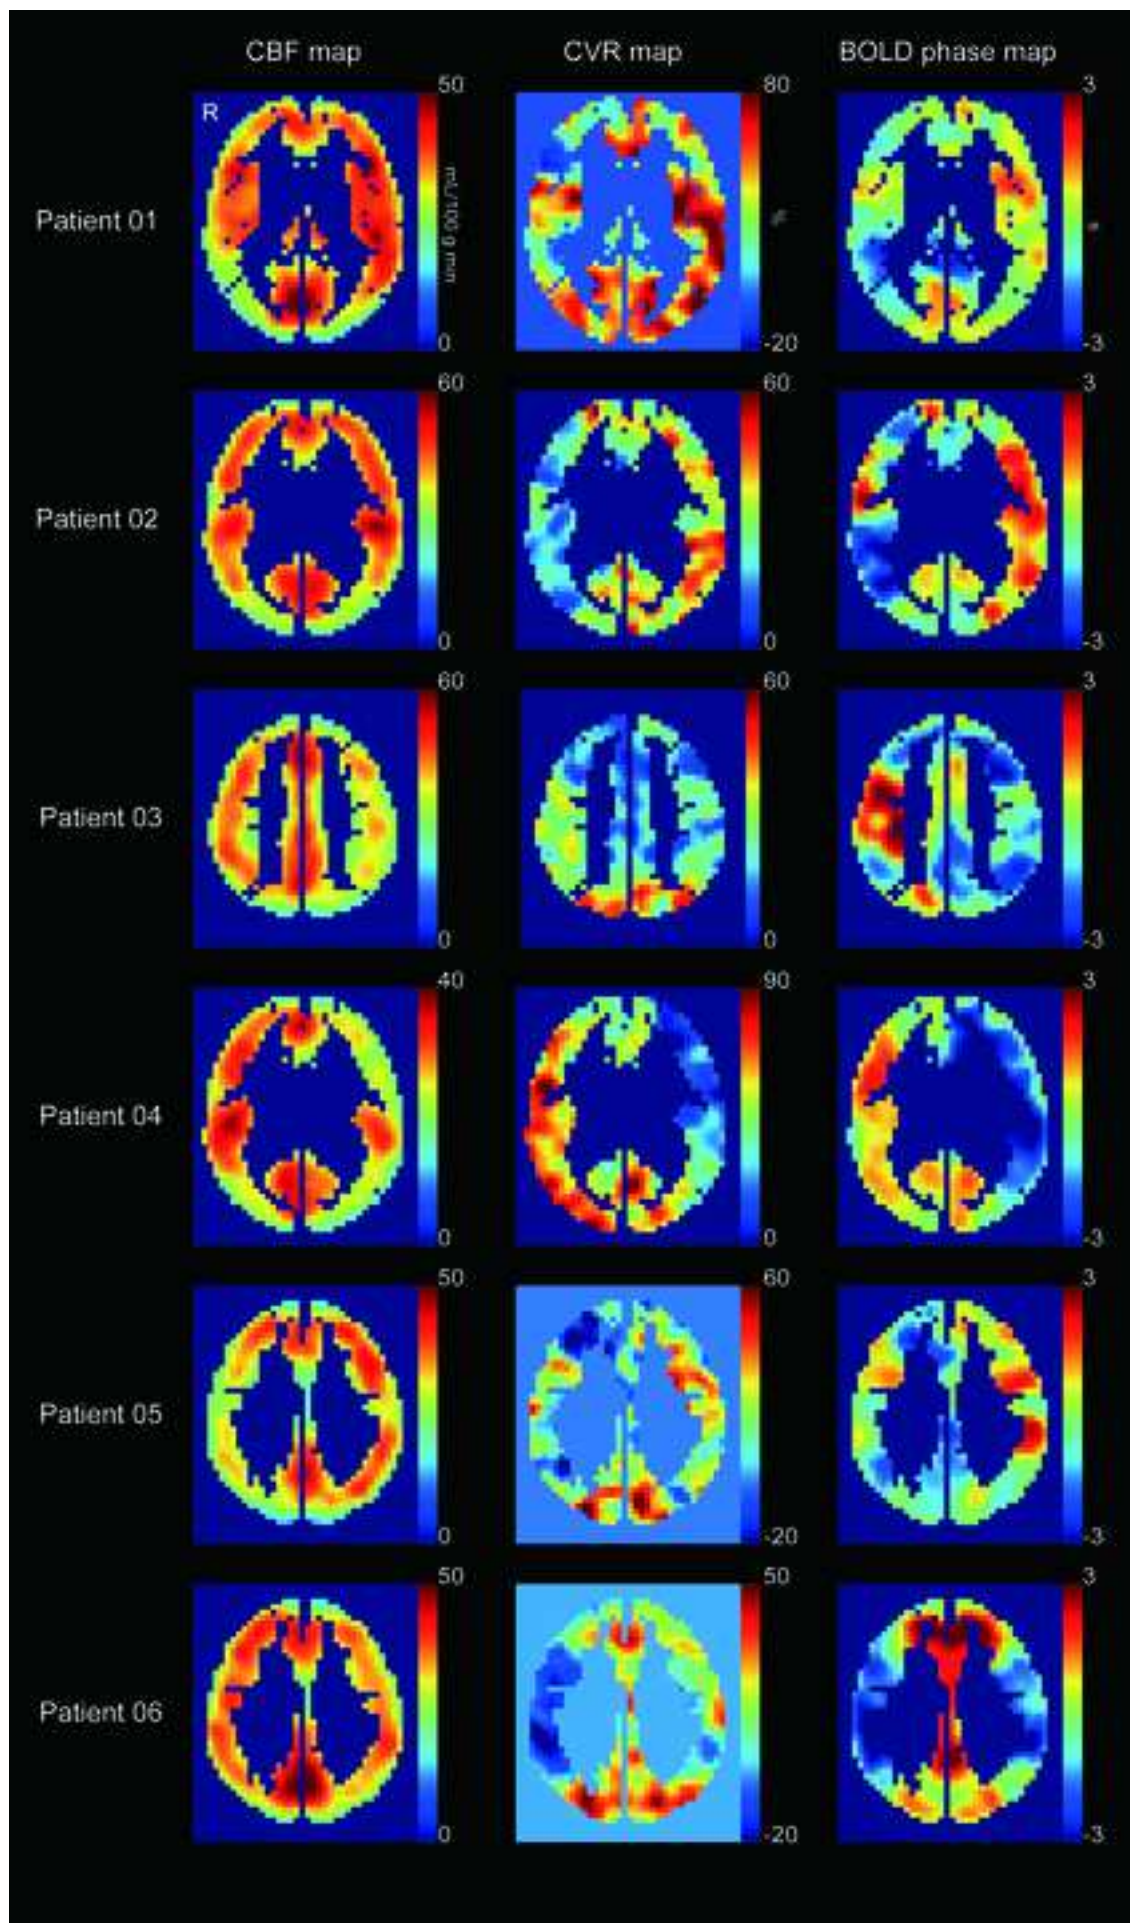 CBF map CVR map BOLD phase map
R
50 80 3
mL/100 g min % s
Patient 01
0 -20 -3
60 60 3
Patient 02
0 0 -3
60 60 3
Patient 03
0 0 -3
40 90 3
Patient 04
0 0 -3
50 60 3
Patient 05
0 -20 -3
50 50 3
Patient 06
0 -20 -3